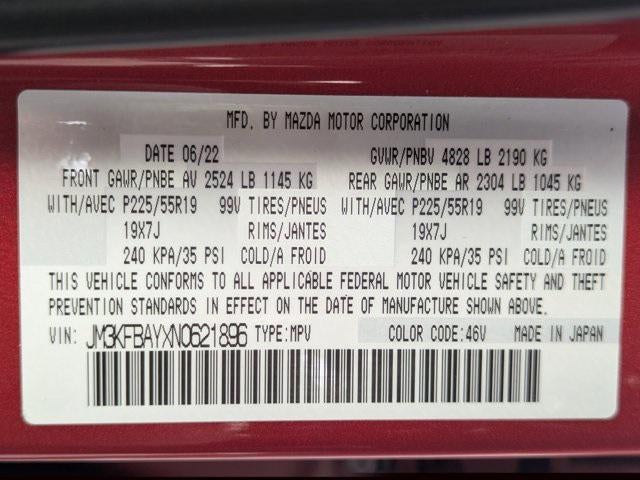 MFD. BY MAZDA MOTOR CORPORATION
DATE 06/22 GVWR/PNBV 4828 LB 2190 KG
FRONT GAWR/PNBE AV 2524 LB 1145 KG REAR GAWR/PNBE AR 2304 LB 1045 KG
WITH/AVEC P225/55R19 99V TIRES/PNEUS WITH/AVEC P225/55R19 99V TIRES/PNEUS
19X7J RIMS/JANTES 19X7J RIMS/JANTES
240 KPA/35 PSI COLD/A FROID 240 KPA/35 PSI COLD/A FROID
THIS VEHICLE CONFORMS TO ALL APPLICABLE FEDERAL MOTOR VEHICLE SAFETY AND THEFT
PREVENTION STANDARDS IN EFFECT ON THE DATE OF MANUFACTURE SHOWN ABOVE.
VIN: JM3KFBAYXN0621896 TYPE:MPV COLOR CODE:46V MADE IN JAPAN